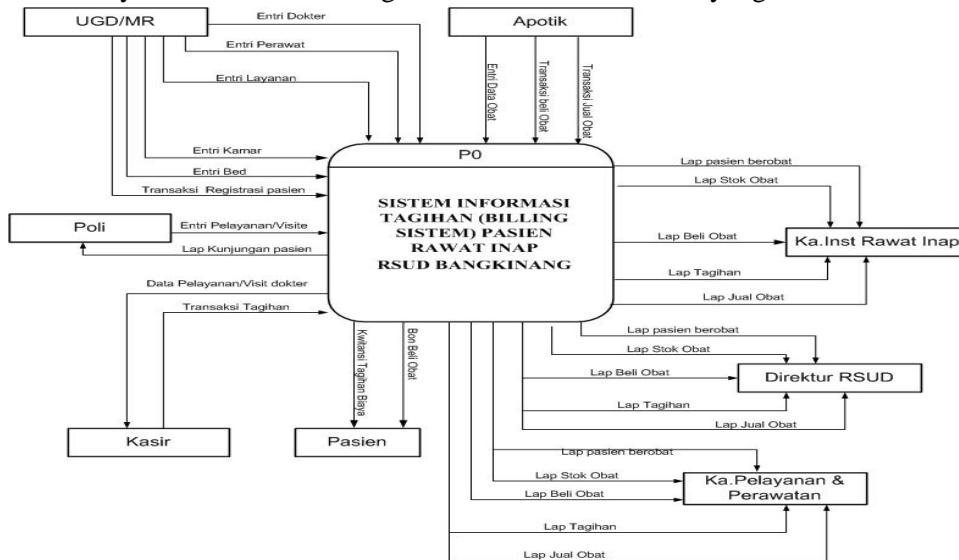 UGD/MR
Entri Dokter
Entri Perawat
Entri Layanan
Entri Kamar
Entri Bed
Transaksi Registrasi pasien
Apotik
Entri Data Obat
Transaksi beli Obat
Transaksi Jual Obat
P0
SISTEM INFORMASI
TAGIHAN (BILLING
SISTEM) PASIEN
RAWAT INAP
RSUD BANGKINANG
Poli
Entri Pelayanan/Visite
Lap Kunjungan pasien
Data Pelayanan/Visit dokter
Transaksi Tagihan
Kasir
Kwitansi Tagihan Biaya
Bon Beli Obat
Pasien
Lap pasien berobat
Lap Stok Obat
Lap Beli Obat
Ka.Inst Rawat Inap
Lap Tagihan
Lap Jual Obat
Lap pasien berobat
Lap Stok Obat
Lap Beli Obat
Direktur RSUD
Lap Tagihan
Lap Jual Obat
Lap pasien berobat
Lap Stok Obat
Lap Beli Obat
Ka.Pelayanan &
Perawatan
Lap Tagihan
Lap Jual Obat